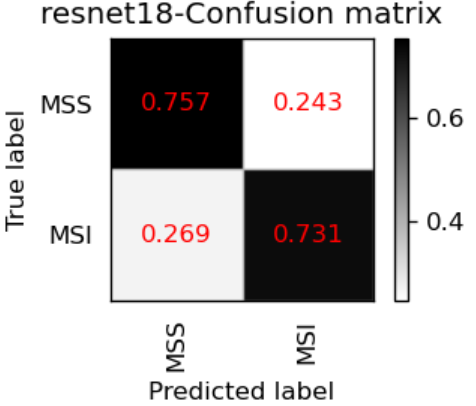 resnet18-Confusion matrix
True label
MSS
0.757
0.243
MSI
0.269
0.731
0.6
0.4
MSS
MSI
Predicted label